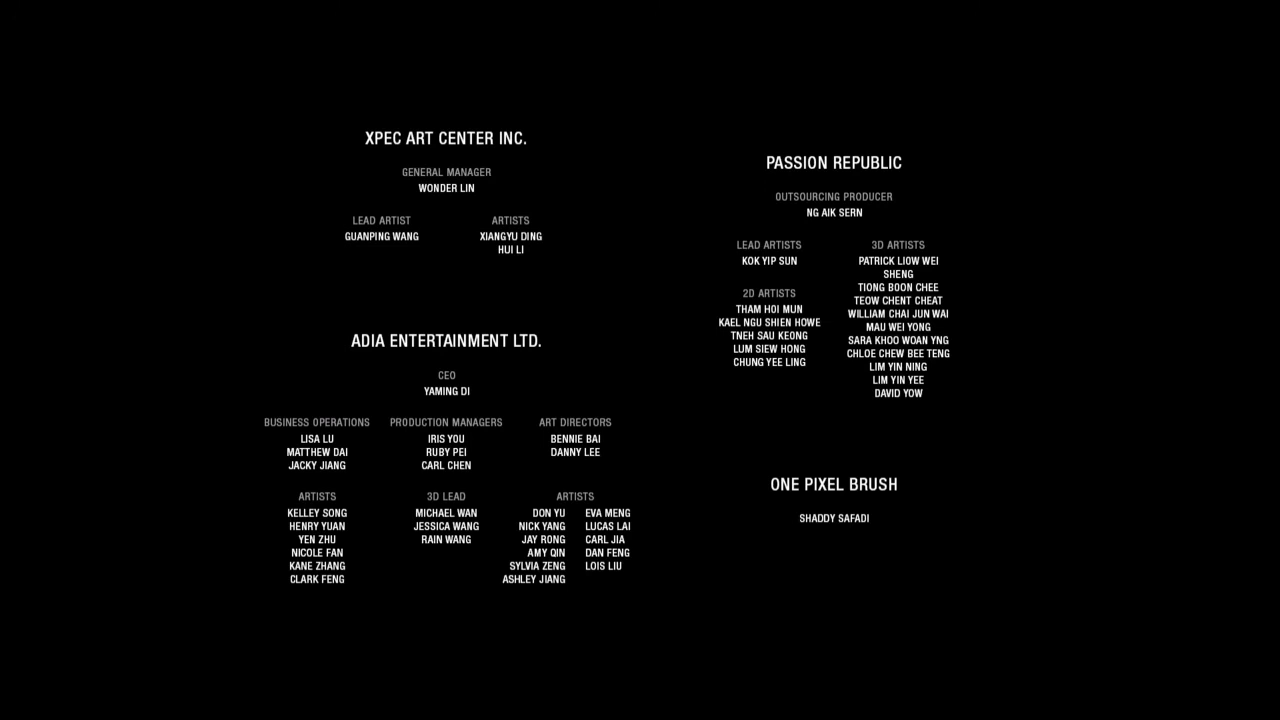 XPEC ART CENTER INC.
GENERAL MANAGER
WONDER LIN
LEAD ARTIST
GUANPING WANG
ARTISTS
XIANGYU DING
HUI LI
ADIA ENTERTAINMENT LTD.
CEO
YAMING DI
BUSINESS OPERATIONS
LISA LU
MATTHEW DAI
JACKY JIANG
PRODUCTION MANAGERS
IRIS YOU
RUBY PEI
CARL CHEN
ART DIRECTORS
BENNIE BAI
DANNY LEE
ARTISTS
KELLEY SONG
HENRY YUAN
YEN ZHU
NICOLE FAN
KANE ZHANG
CLARK FENG
3D LEAD
MICHAEL WAN
JESSICA WANG
RAIN WANG
ARTISTS
DON YU
NICK YANG
JAY RONG
AMY QIN
SYLVIA ZENG
ASHLEY JIANG
EVA MENG
LUCAS LAI
CARL JIA
DAN FENG
LOIS LIU
PASSION REPUBLIC
OUTSOURCING PRODUCER
NG AIK SERN
LEAD ARTISTS
KOK YIP SUN
2D ARTISTS
THAM HOI MUN
KAEL NGU SHIEN HOWE
TNEH SAU KEONG
LUM SIEW HONG
CHUNG YEE LING
3D ARTISTS
PATRICK LIOW WEI
SHENG
TIONG BOON CHEE
TEOW CHENT CHEAT
WILLIAM CHAI JUN WAI
MAU WEI YONG
SARA KHOO WOAN YNG
CHLOE CHEW BEE TENG
LIM YIN NING
LIM YIN YEE
DAVID YOW
ONE PIXEL BRUSH
SHADDY SAFADI